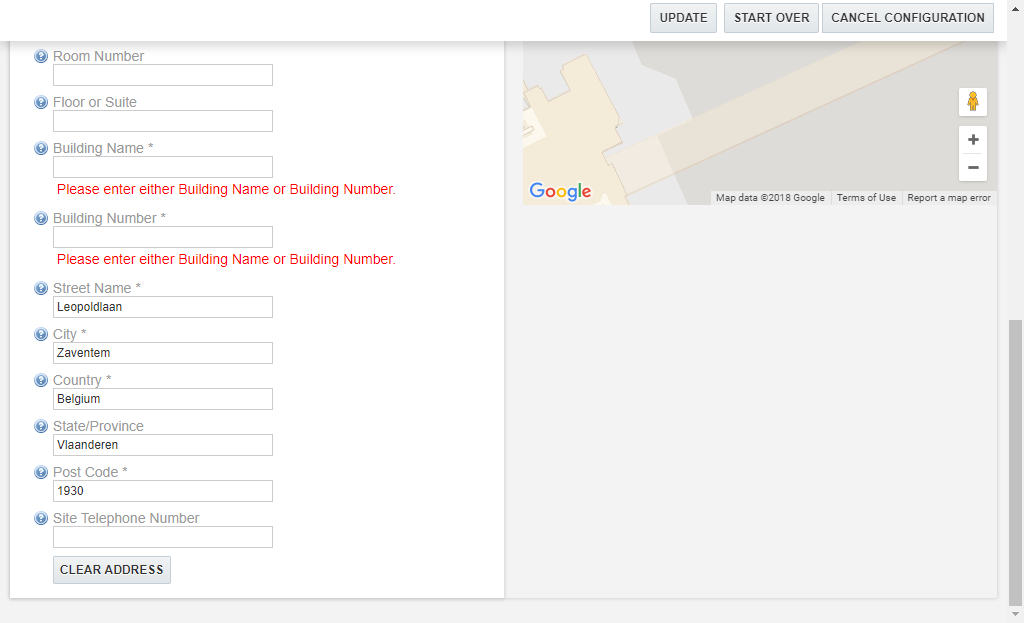 UPDATE START OVER CANCEL CONFIGURATION
Room Number
Floor or Suite
Building Name *
Please enter either Building Name or Building Number.
Building Number *
Please enter either Building Name or Building Number.
Street Name *
Leopoldlaan
City *
Zaventem
Country *
Belgium
State/Province
Vlaanderen
Post Code *
1930
Site Telephone Number
CLEAR ADDRESS
Google
Map data ©2018 Google Terms of Use Report a map error